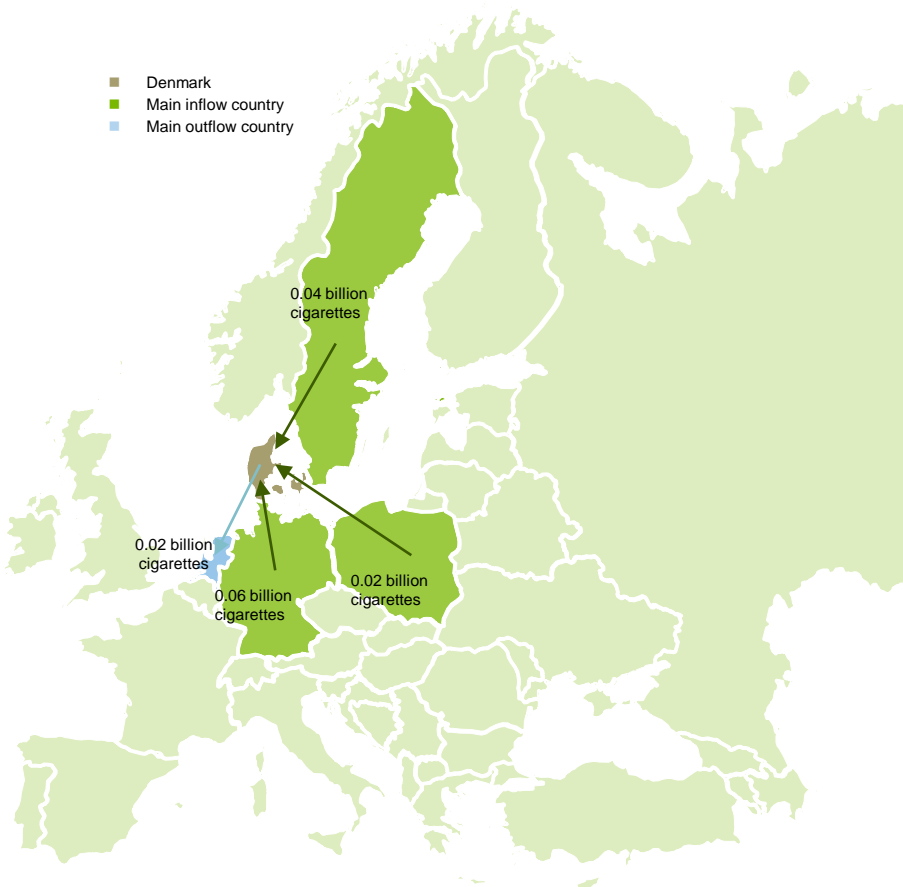 Denmark
Main inflow country
Main outflow country
0.04 billion
cigarettes
0.02 billion
cigarettes
0.06 billion
cigarettes
0.02 billion
cigarettes